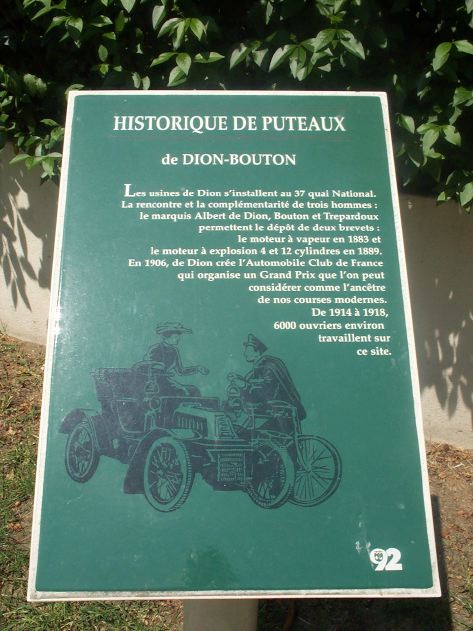 HISTORIQUE DE PUTEAUX
de DION-BOUTON
Les usines de Dion s'installent au 37 quai National.
La rencontre et la complémentarité de trois hommes :
le marquis Albert de Dion, Bouton et Trepardoux
permettent le dépôt de deux brevets :
le moteur à vapeur en 1883 et
le moteur à explosion 4 et 12 cylindres en 1889.
En 1906, de Dion crée l'Automobile Club de France
qui organise un Grand Prix que l'on peut
considérer comme l'ancêtre
de nos courses modernes.
De 1914 à 1918,
6000 ouvriers environ
travaillent sur
ce site.
92